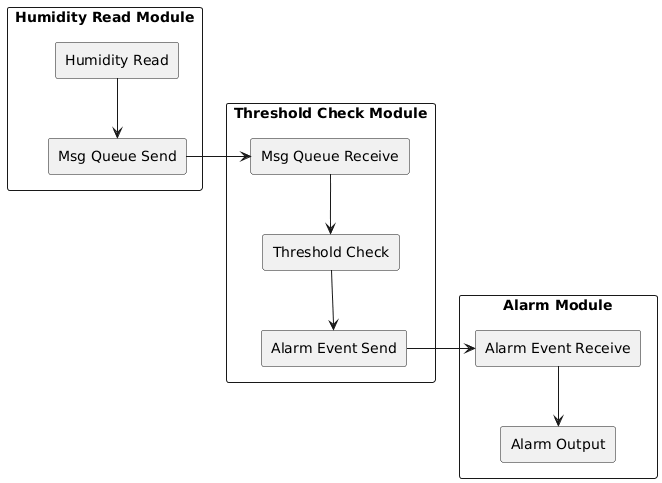 Humidity Read Module
Humidity Read
Msg Queue Send
Threshold Check Module
Msg Queue Receive
Threshold Check
Alarm Event Send
Alarm Module
Alarm Event Receive
Alarm Output